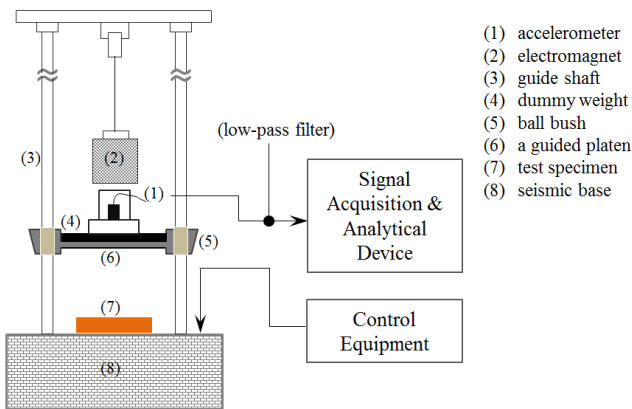 (1) accelerometer
(2) electromagnet
(3) guide shaft
(4) dummy weight
(5) ball bush
(6) a guided platen
(7) test specimen
(8) seismic base
(low-pass filter)
(3)
(2)
(1)
Signal
Acquisition &
Analytical
Device
(4)
(5)
(6)
(7)
Control
Equipment
(8)